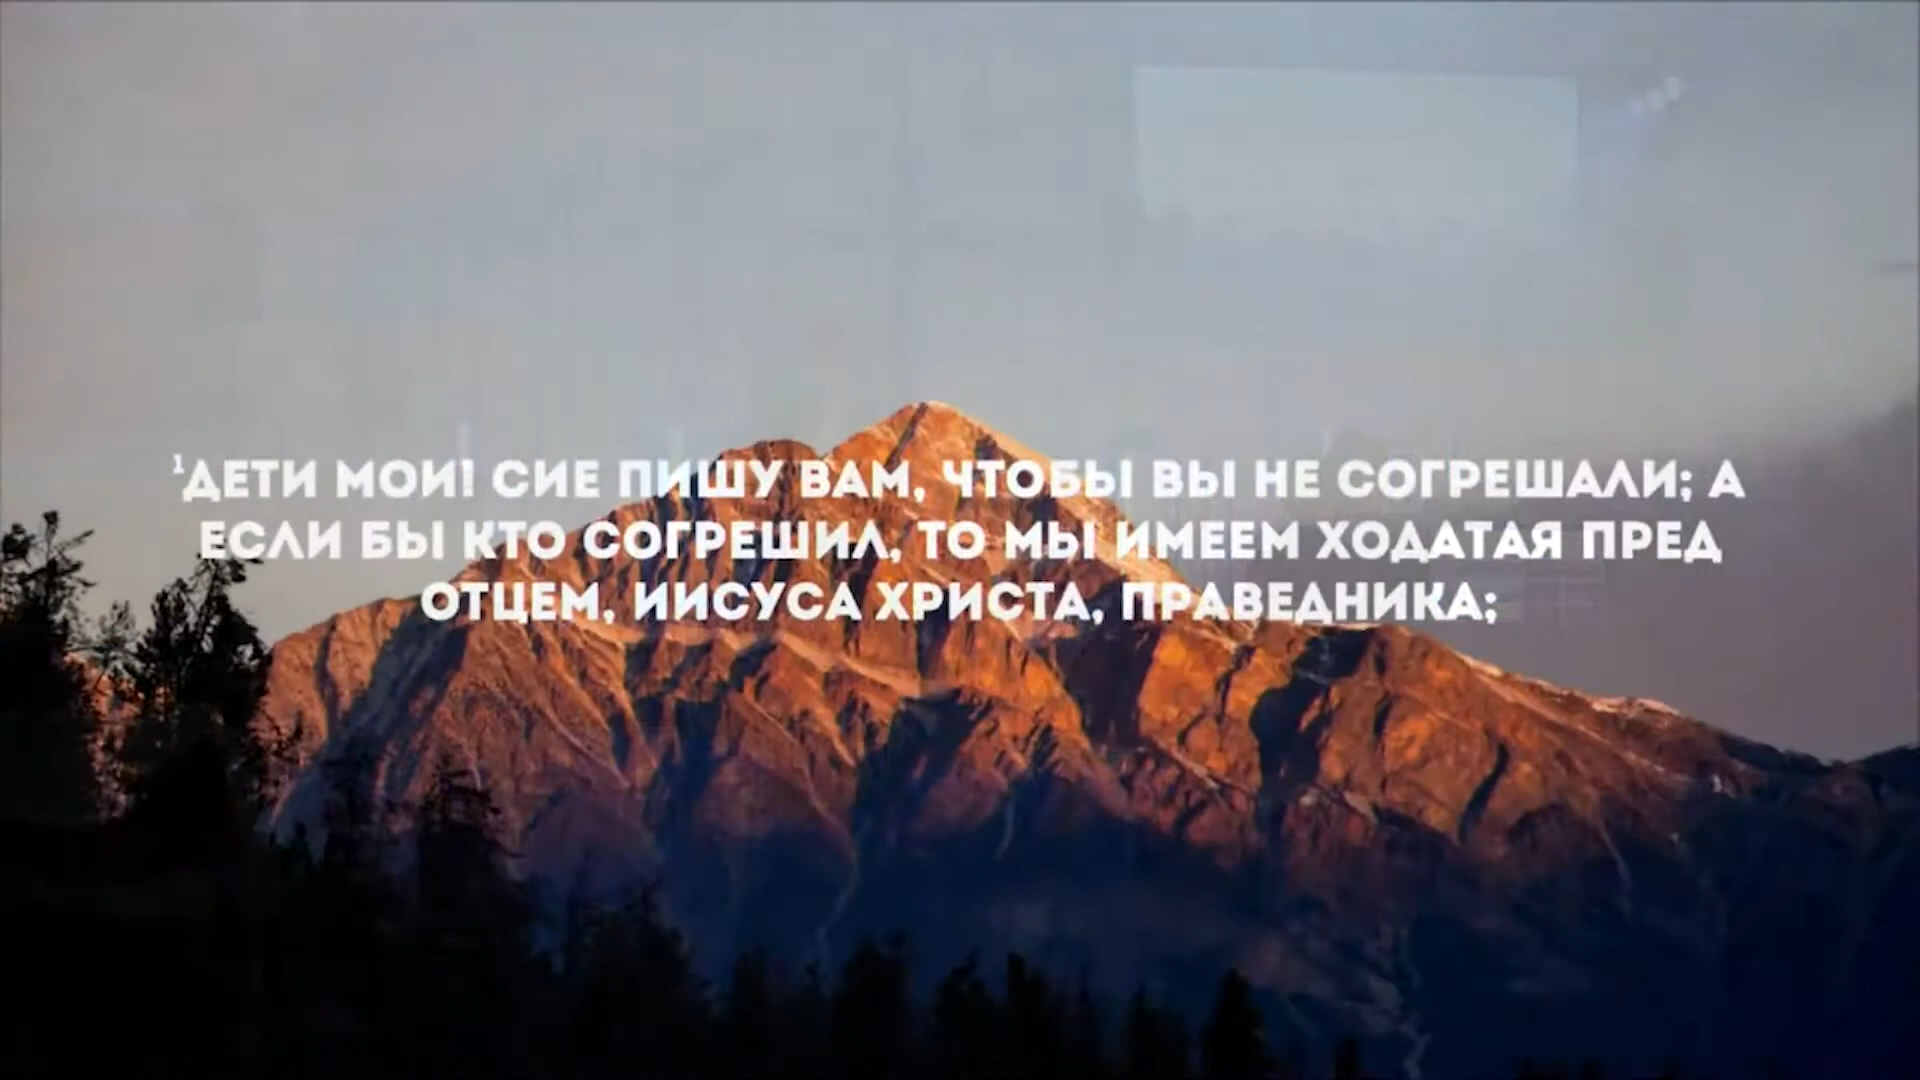 ¹ДЕТИ МОИ! СИЕ ПИШУ ВАМ, ЧТОБЫ ВЫ НЕ СОГРЕШАЛИ; А
ЕСЛИ БЫ КТО СОГРЕШИЛ, ТО МЫ ИМЕЕМ ХОДАТАЯ ПРЕД
ОТЦЕМ, ИИСУСА ХРИСТА, ПРАВЕДНИКА;